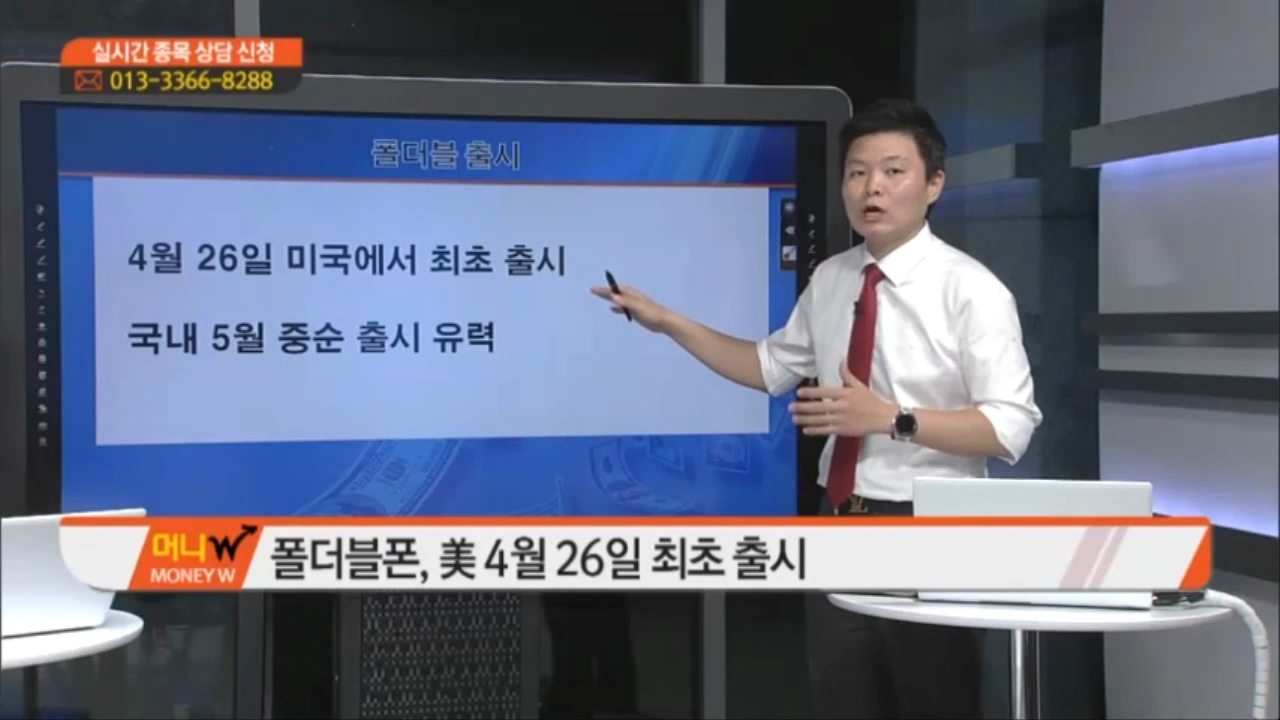 실시간 종목 상담 신청
013-3366-8288
폴더블 출시
4월 26일 미국에서 최초 출시
국내 5월 중순 출시 유력
머니W
MONEY W
폴더블폰, 美 4월 26일 최초 출시